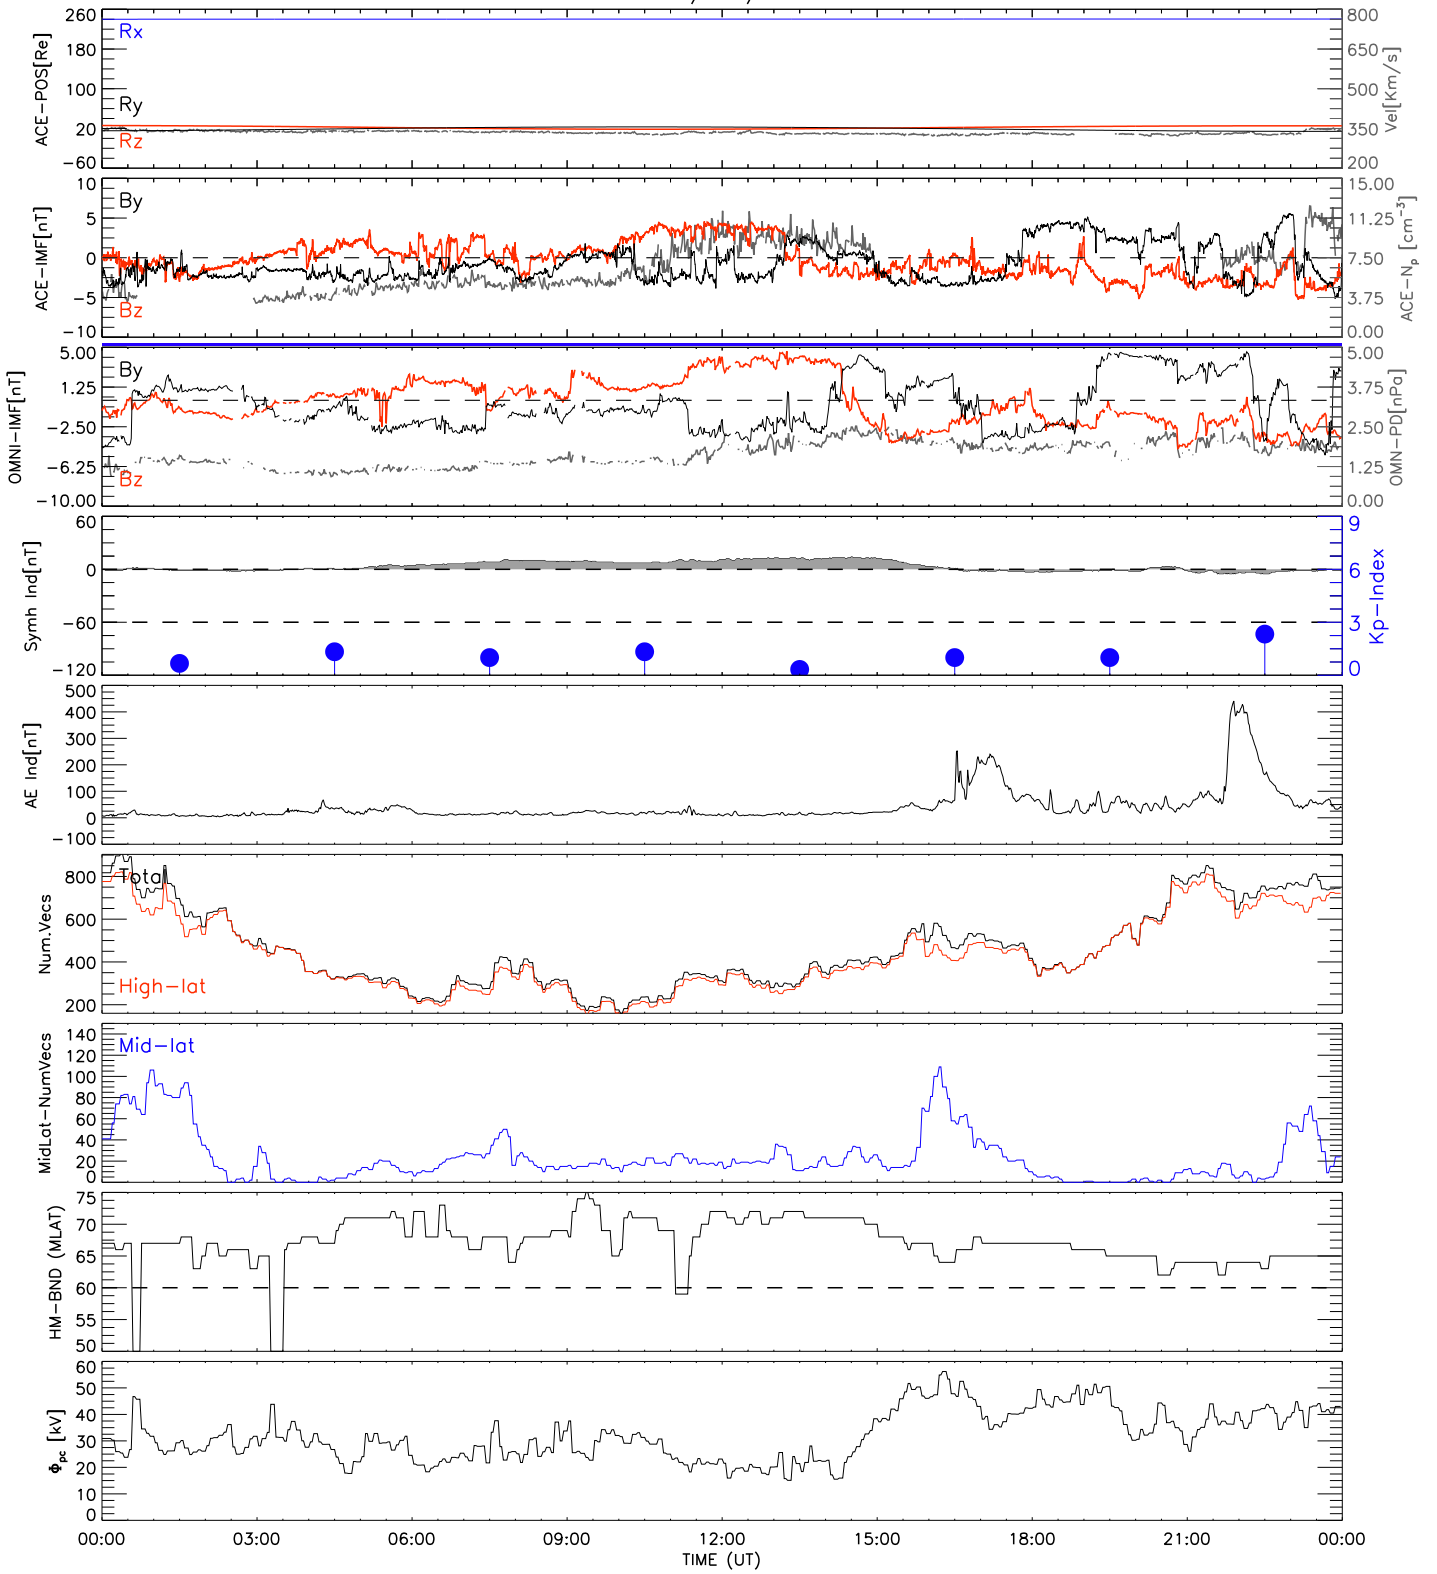 260
180
100
20
−60
ACE−POS[Re]
Rx
Ry
Rz
800
650
500
350
200
Vel[Km/s]
10
5
0
−5
−10
ACE−IMF[nT]
By
Bz
15.00
11.25
7.50
3.75
0.00
ACE−Np [cm−3]
5.00
1.25
−2.50
−6.25
−10.00
OMNI−IMF[nT]
By
Bz
5.00
3.75
2.50
1.25
0.00
OMN−PD[nPa]
60
0
−60
−120
Symh Ind[nT]
9
6
3
0
Kp−Index
500
400
300
200
100
0
−100
AE Ind[nT]
800
600
400
200
Num.Vecs
Total
High−lat
140
120
100
80
60
40
20
0
MidLat−NumVecs
Mid−lat
75
70
65
60
55
50
HM−BND (MLAT)
60
50
40
30
20
10
0
Φpc [kV]
00:00 03:00 06:00 09:00 12:00 15:00 18:00 21:00 00:00
TIME (UT)